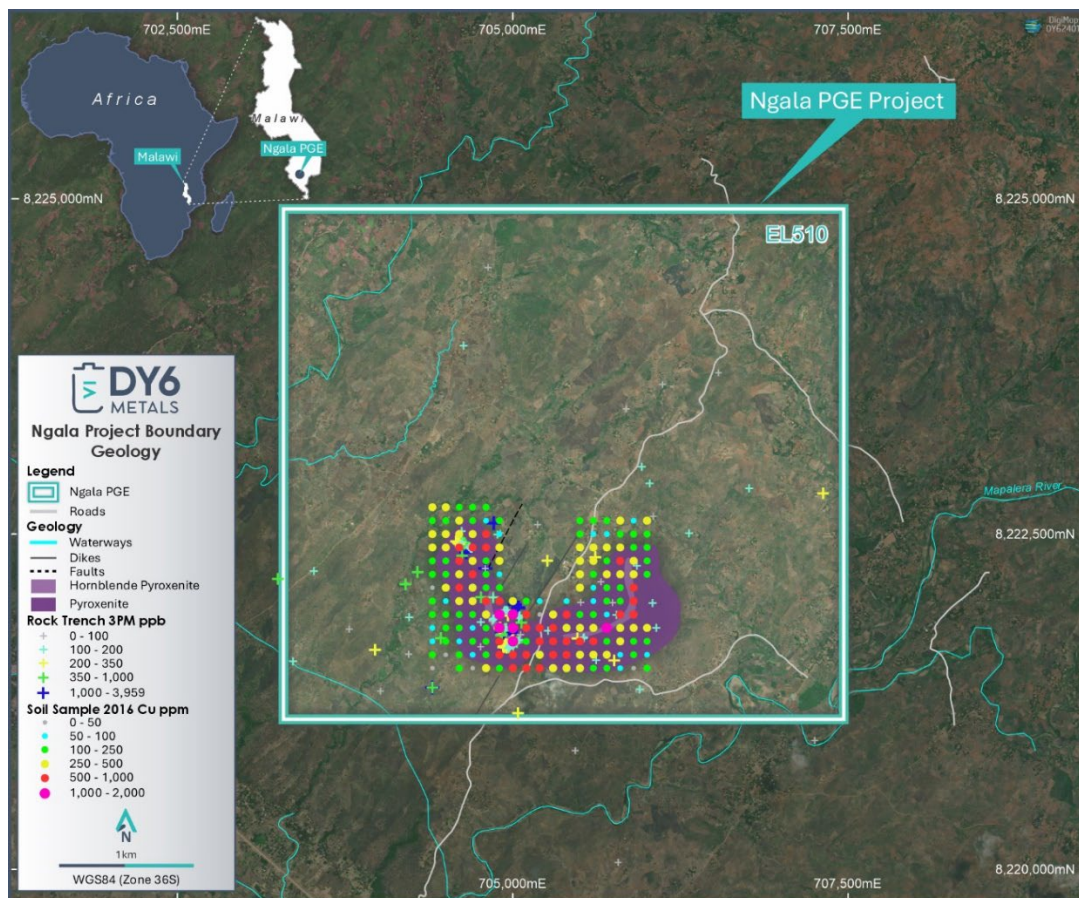 702,500mE
705,000mE
707,500mE
DigiMap
DY62401
Africa
Malawi
Malawi
Ngala PGE
Ngala PGE Project
8,225,000mN
8,225,000mN
EL510
Mapalera River
8,222,500mN
DY6
METALS
Ngala Project Boundary
Geology
Legend
Ngala PGE
Roads
Geology
Waterways
Dikes
Faults
Hornblende Pyroxenite
Pyroxenite
Rock Trench 3PM ppb
0 - 100
100 - 200
200 - 350
350 - 1,000
1,000 - 3,959
Soil Sample 2016 Cu ppm
0 - 50
50 - 100
100 - 250
250 - 500
500 - 1,000
1,000 - 2,000
N
1km
WGS84 (Zone 36S)
8,220,000mN
705,000mE
707,500mE